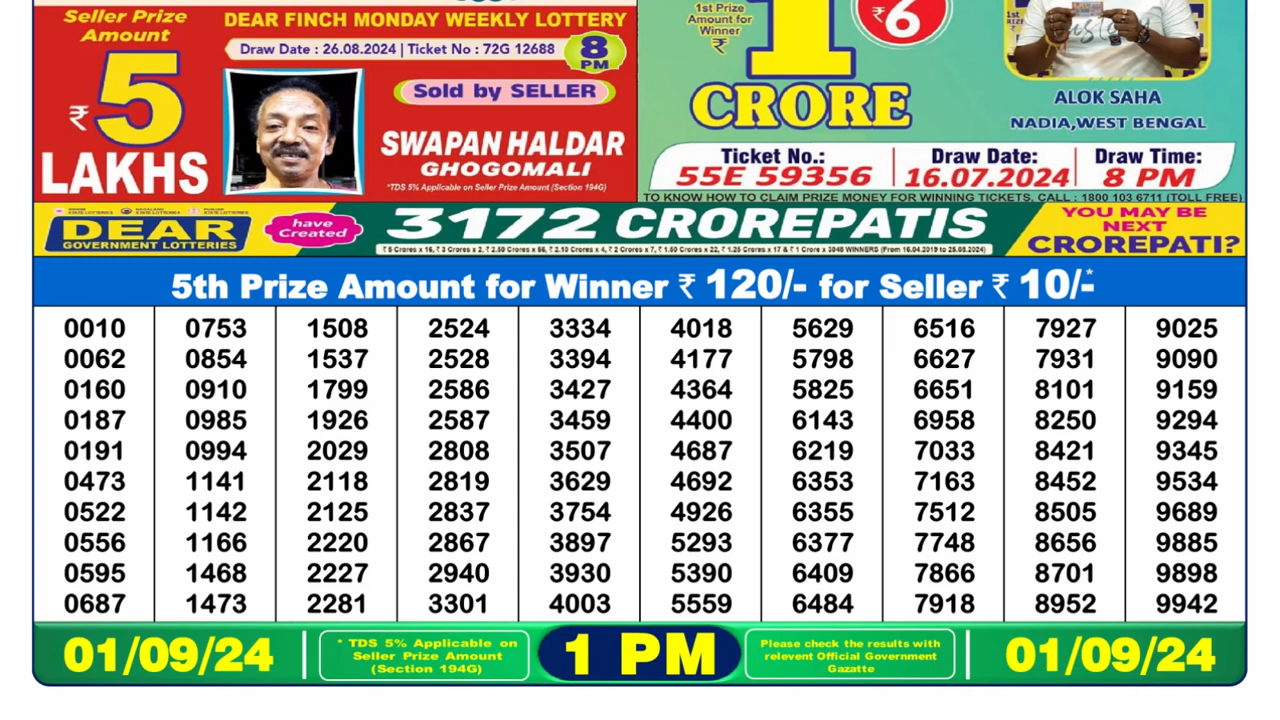 Seller Prize
Amount
₹ 5
LAKHS
DEAR FINCH MONDAY WEEKLY LOTTERY
Draw Date : 26.08.2024 | Ticket No : 72G 12688
8
PM
Sold by SELLER
SWAPAN HALDAR
GHOGOMALI
*TDS 5% Applicable on Seller Prize Amount (Section 194G)
1st Prize
Amount for
Winner
₹
1
CRORE
₹6
ALOK SAHA
NADIA,WEST BENGAL
Ticket No.:
55E 59356
Draw Date:
16.07.2024
Draw Time:
8 PM
TO KNOW HOW TO CLAIM PRIZE MONEY FOR WINNING TICKETS, CALL : 1800 103 6711 (TOLL FREE)
DEAR
GOVERNMENT LOTTERIES
have
Created
3172 CROREPATIS
YOU MAY BE
NEXT
CROREPATI?
5th Prize Amount for Winner ₹ 120/- for Seller ₹ 10/-*
0010 0753 1508 2524 3334 4018 5629 6516 7927 9025
0062 0854 1537 2528 3394 4177 5798 6627 7931 9090
0160 0910 1799 2586 3427 4364 5825 6651 8101 9159
0187 0985 1926 2587 3459 4400 6143 6958 8250 9294
0191 0994 2029 2808 3507 4687 6219 7033 8421 9345
0473 1141 2118 2819 3629 4692 6353 7163 8452 9534
0522 1142 2125 2837 3754 4926 6355 7512 8505 9689
0556 1166 2220 2867 3897 5293 6377 7748 8656 9885
0595 1468 2227 2940 3930 5390 6409 7866 8701 9898
0687 1473 2281 3301 4003 5559 6484 7918 8952 9942
01/09/24
* TDS 5% Applicable on
Seller Prize Amount
(Section 194G)
1 PM
Please check the results with
relevent Official Government
Gazatte
01/09/24